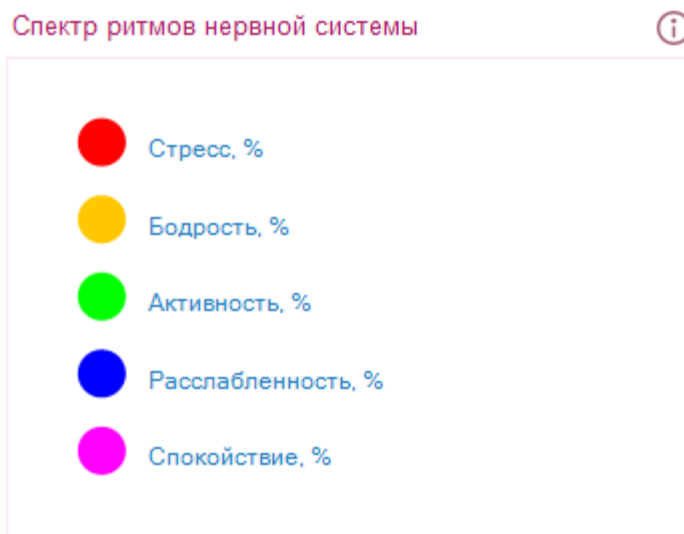 Спектр ритмов нервной системы
Стресс, %
Бодрость, %
Активность, %
Расслабленность, %
Спокойствие, %